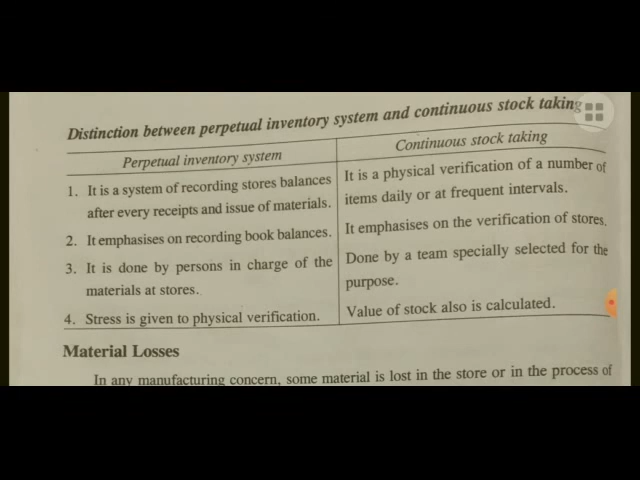 Distinction between perpetual inventory system and continuous stock taking
Perpetual inventory system
Continuous stock taking
1. It is a system of recording stores balances
after every receipts and issue of materials.
It is a physical verification of a number of
items daily or at frequent intervals.
2. It emphasises on recording book balances.
It emphasises on the verification of stores.
3. It is done by persons in charge of the
materials at stores.
Done by a team specially selected for the
purpose.
4. Stress is given to physical verification.
Value of stock also is calculated.
Material Losses
In any manufacturing concern, some material is lost in the store or in the process of